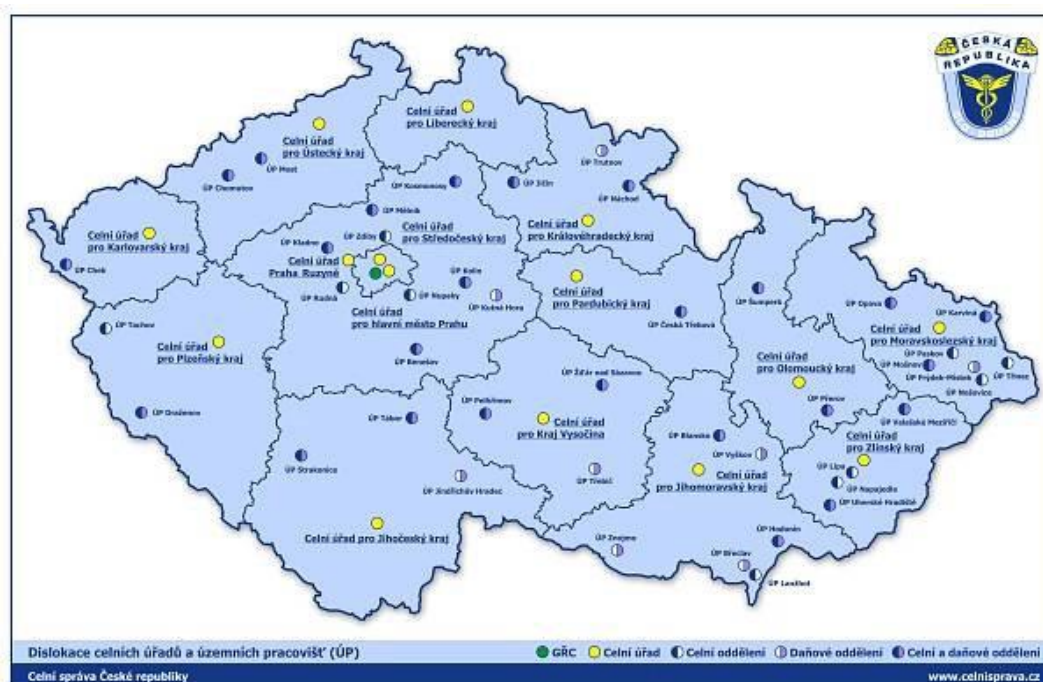 ČESKÁ
REPUBLIKA
Celní úřad
pro Liberecký kraj
Celní úřad
pro Ústecký kraj
ÚP Most
ÚP Chomutov
ÚP Trutnov
ÚP Kosmonosy
ÚP Jičín
ÚP Náchod
ÚP Mělník
Celní úřad
pro Karlovarský kraj
ÚP Cheb
ÚP Zdiby
Celní úřad
pro Středočeský kraj
Celní úřad
pro Královéhradecký kraj
ÚP Kladno
Celní úřad
Praha Ruzyně
ÚP Rudná
ÚP Kolín
ÚP Nupaky
ÚP Kutná Hora
Celní úřad
pro hlavní město Prahu
Celní úřad
pro Pardubický kraj
ÚP Česká Třebová
ÚP Šumperk
ÚP Opava
ÚP Karviná
ÚP Tachov
Celní úřad
pro Plzeňský kraj
ÚP Benešov
Celní úřad
pro Moravskoslezský kraj
ÚP Paskov
ÚP Mošnov
ÚP Frýdek-Místek
ÚP Třinec
ÚP Nošovice
Celní úřad
pro Olomoucký kraj
ÚP Žďár nad Sázavou
ÚP Přerov
ÚP Valašské Meziříčí
ÚP Draženov
ÚP Tábor
ÚP Pelhřimov
Celní úřad
pro Kraj Vysočina
ÚP Blansko
ÚP Vyškov
Celní úřad
pro Zlínský kraj
ÚP Lípa
ÚP Napajedla
ÚP Uherské Hradiště
ÚP Strakonice
ÚP Jindřichův Hradec
ÚP Třebíč
Celní úřad
pro Jihomoravský kraj
Celní úřad pro Jihočeský kraj
ÚP Znojmo
ÚP Hodonín
ÚP Břeclav
ÚP Lanžhot
Dislokace celních úřadů a územních pracovišť (ÚP)
GŘC Celní úřad Celní oddělení Daňové oddělení Celní a daňové oddělení
Celní správa České republiky
www.celnisprava.cz